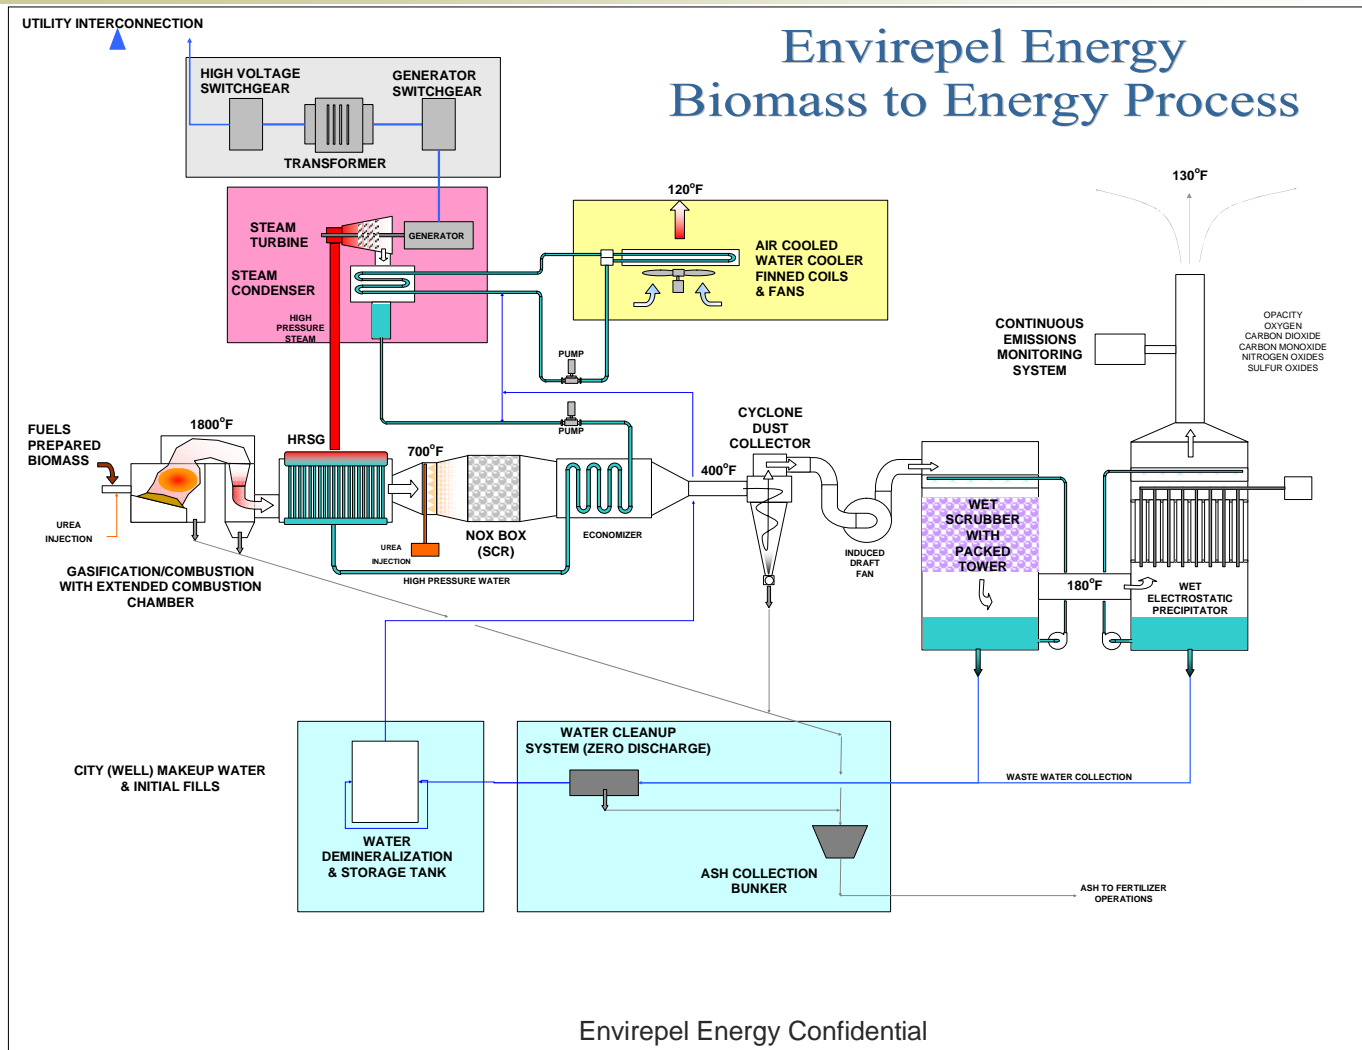 UTILITY INTERCONNECTION
Envirepel Energy
Biomass to Energy Process
HIGH VOLTAGE
SWITCHGEAR
GENERATOR
SWITCHGEAR
TRANSFORMER
STEAM
TURBINE
GENERATOR
STEAM
CONDENSER
HIGH
PRESSURE
STEAM
120°F
AIR COOLED
WATER COOLER
FINNED COILS
& FANS
130°F
CONTINUOUS
EMISSIONS
MONITORING
SYSTEM
OPACITY
OXYGEN
CARBON DIOXIDE
CARBON MONOXIDE
NITROGEN OXIDES
SULFUR OXIDES
PUMP
PUMP
FUELS
PREPARED
BIOMASS
1800°F
HRSG
700°F
400°F
CYCLONE
DUST
COLLECTOR
UREA
INJECTION
UREA
INJECTION
NOX BOX
(SCR)
ECONOMIZER
HIGH PRESSURE WATER
GASIFICATION/COMBUSTION
WITH EXTENDED COMBUSTION
CHAMBER
INDUCED
DRAFT
FAN
WET
SCRUBBER
WITH
PACKED
TOWER
180°F
WET
ELECTROSTATIC
PRECIPITATOR
CITY (WELL) MAKEUP WATER
& INITIAL FILLS
WATER
DEMINERALIZATION
& STORAGE TANK
WATER CLEANUP
SYSTEM (ZERO DISCHARGE)
WASTE WATER COLLECTION
ASH COLLECTION
BUNKER
ASH TO FERTILIZER
OPERATIONS
Envirepel Energy Confidential